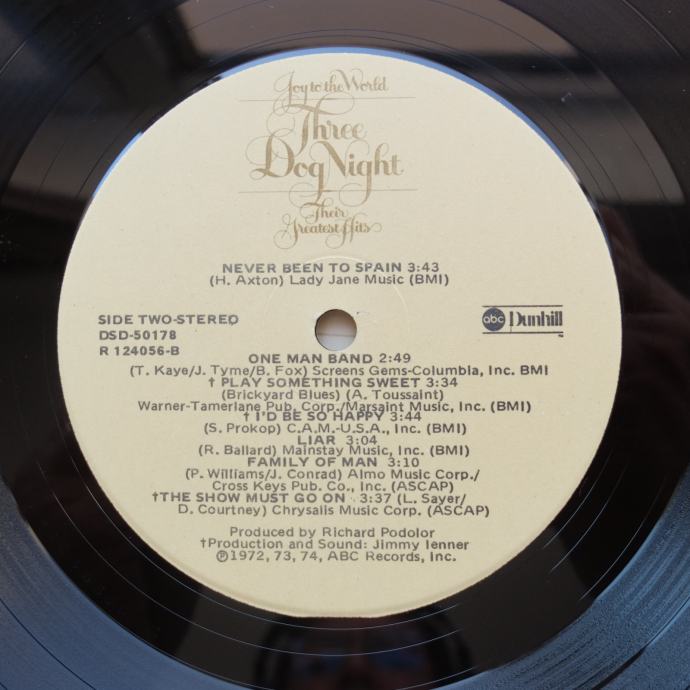 Joy to the World
Three
Dog Night
Their
Greatest Hits
NEVER BEEN TO SPAIN 3:43
(H. Axton) Lady Jane Music (BMI)
SIDE TWO-STEREO
DSD-50178
R 124056-B
abc Dunhill
ONE MAN BAND 2:49
(T. Kaye/J. Tyme/B. Fox) Screens Gems-Columbia, Inc. BMI
† PLAY SOMETHING SWEET 3:34
(Brickyard Blues) (A. Toussaint)
Warner-Tamerlane Pub. Corp./Marsaint Music, Inc. (BMI)
† I'D BE SO HAPPY 3:44
(S. Prokop) C.A.M.-U.S.A., Inc. (BMI)
LIAR 3:04
(R. Ballard) Mainstay Music, Inc. (BMI)
FAMILY OF MAN 3:10
(P. Williams/J. Conrad) Almo Music Corp./
Cross Keys Pub. Co., Inc. (ASCAP)
†THE SHOW MUST GO ON 3:37 (L. Sayer/
D. Courtney) Chrysalis Music Corp. (ASCAP)
Produced by Richard Podolor
†Production and Sound: Jimmy Ienner
℗1972, 73, 74, ABC Records, Inc.